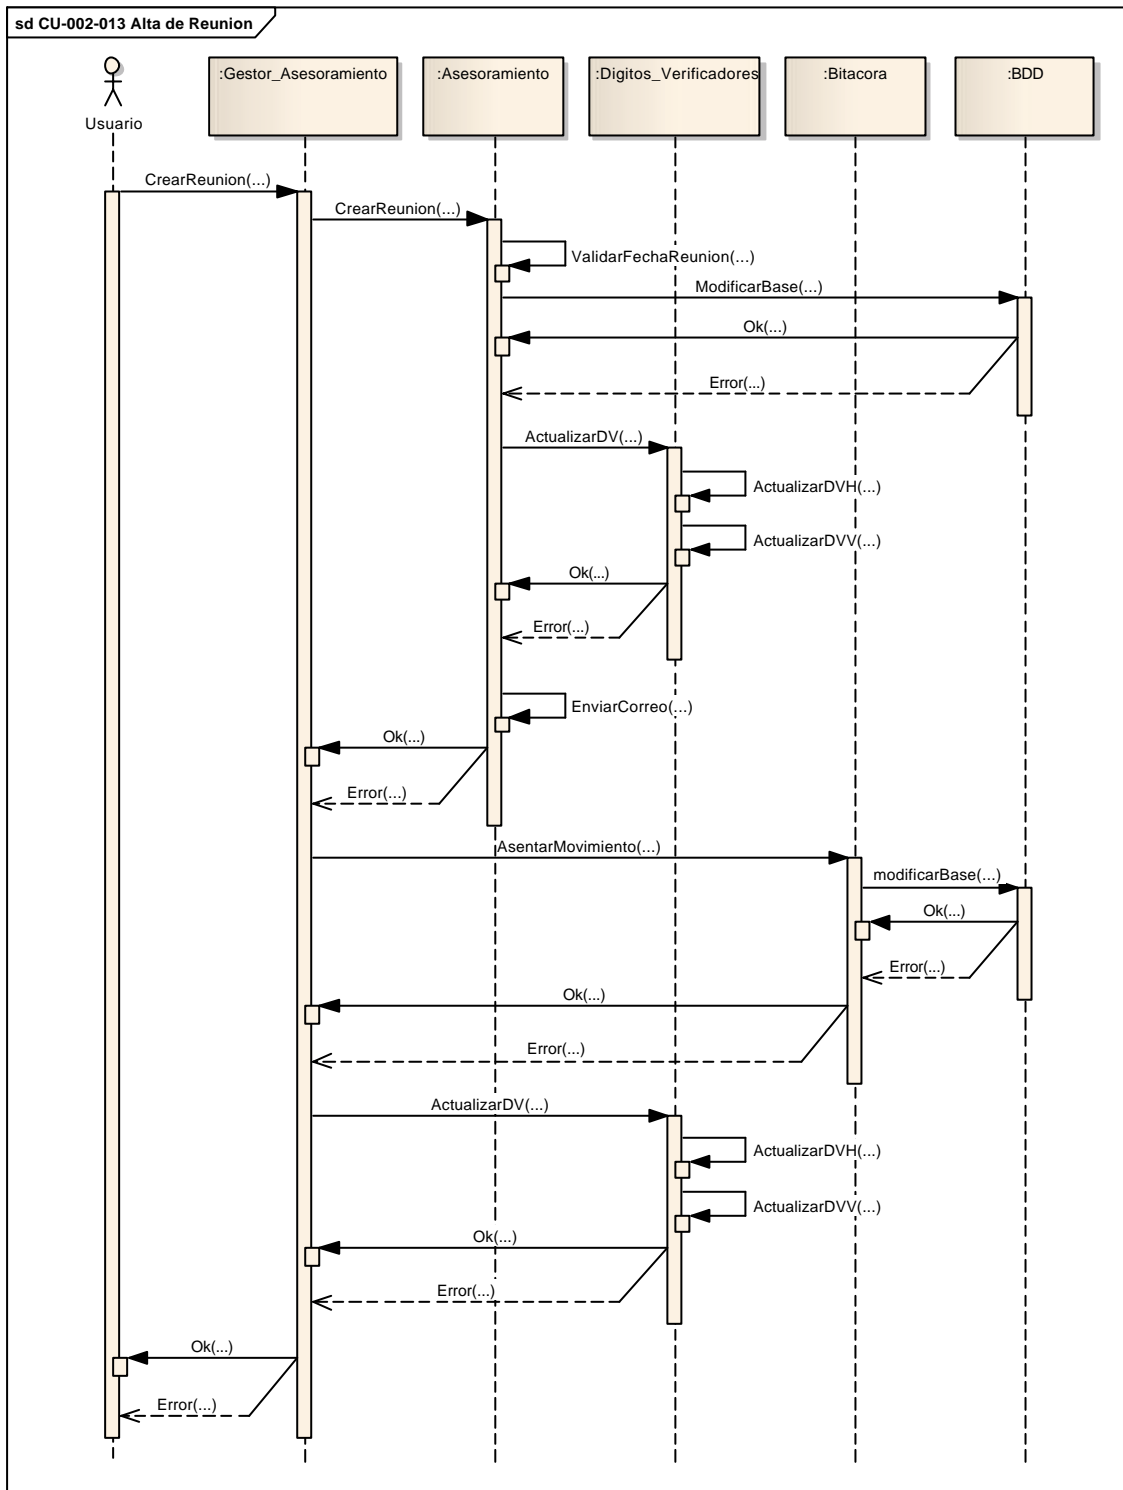 sd CU-002-013 Alta de Reunion
Usuario
:Gestor_Asesoramiento
:Asesoramiento
:Digitos_Verificadores
:Bitacora
:BDD
CrearReunion(...)
CrearReunion(...)
ValidarFechaReunion(...)
ModificarBase(...)
Ok(...)
Error(...)
ActualizarDV(...)
ActualizarDVH(...)
ActualizarDVV(...)
Ok(...)
Error(...)
EnviarCorreo(...)
Ok(...)
Error(...)
AsentarMovimiento(...)
modificarBase(...)
Ok(...)
Error(...)
Ok(...)
Error(...)
ActualizarDV(...)
ActualizarDVH(...)
ActualizarDVV(...)
Ok(...)
Error(...)
Ok(...)
Error(...)